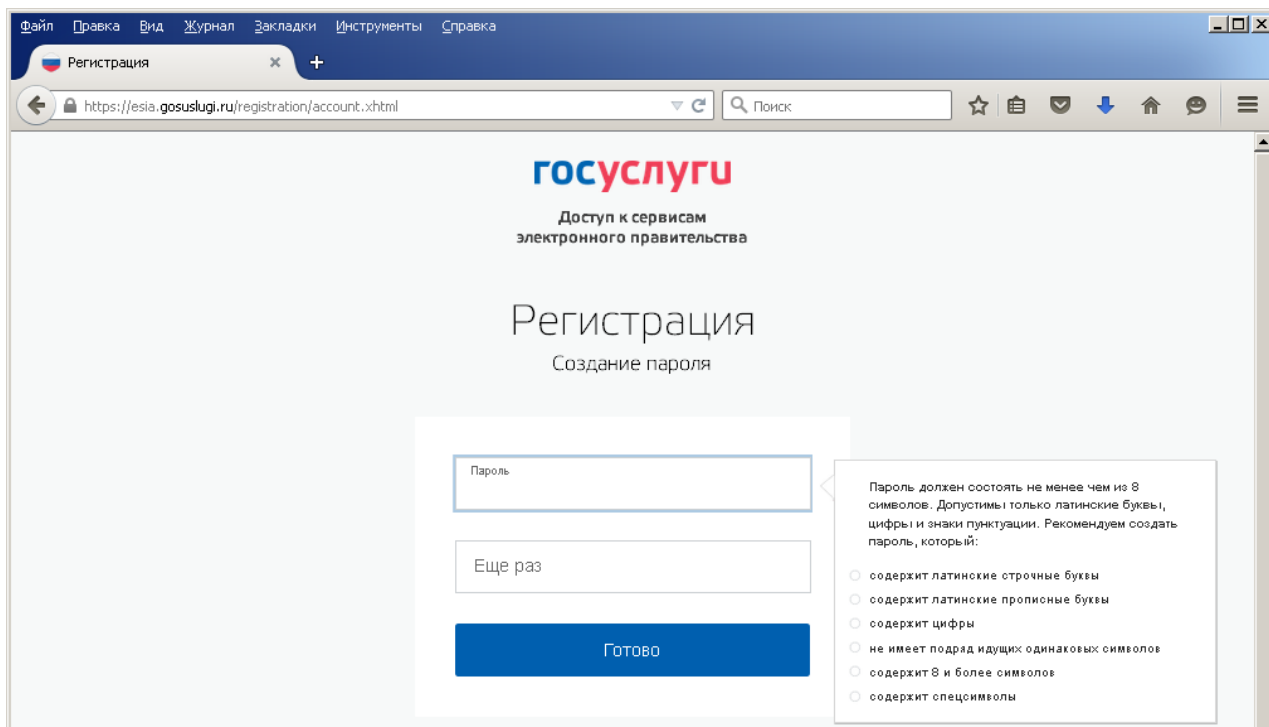 Файл Правка Вид Журнал Закладки Инструменты Справка
Регистрация
https://esia.gosuslugi.ru/registration/account.xhtml
Поиск
госуслуги
Доступ к сервисам
электронного правительства
Регистрация
Создание пароля
Пароль
Еще раз
Готово
Пароль должен состоять не менее чем из 8
символов. Допустимы только латинские буквы,
цифры и знаки пунктуации. Рекомендуем создать
пароль, который:
содержит латинские строчные буквы
содержит латинские прописные буквы
содержит цифры
не имеет подряд идущих одинаковых символов
содержит 8 и более символов
содержит спецсимволы